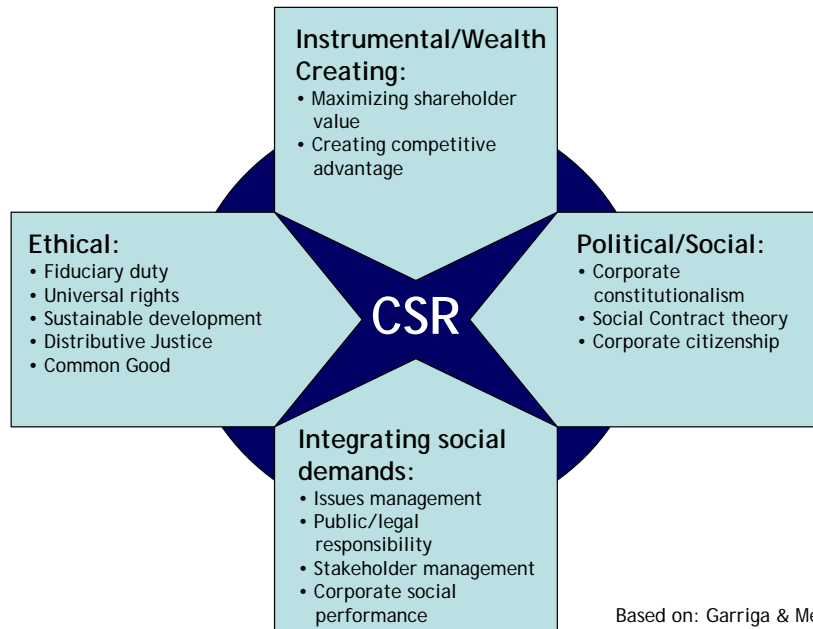 Instrumental/Wealth
Creating:
• Maximizing shareholder
value
• Creating competitive
advantage
Ethical:
• Fiduciary duty
• Universal rights
• Sustainable development
• Distributive Justice
• Common Good
CSR
Political/Social:
• Corporate
constitutionalism
• Social Contract theory
• Corporate citizenship
Integrating social
demands:
• Issues management
• Public/legal
responsibility
• Stakeholder management
• Corporate social
performance
Based on: Garriga & Me